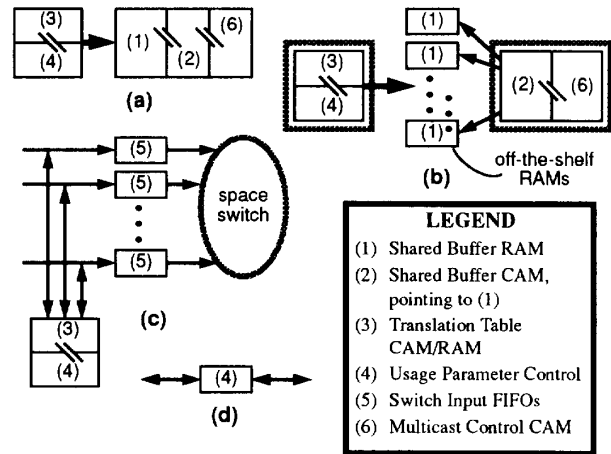 (3)
(4)
(1)
(2)
(6)
(a)
(1)
(1)
(1)
(3)
(4)
(2)
(6)
(b)
off-the-shelf
RAMs
(5)
(5)
(5)
space
switch
(c)
(3)
(4)
(4)
(d)
LEGEND
(1) Shared Buffer RAM
(2) Shared Buffer CAM,
pointing to (1)
(3) Translation Table
CAM/RAM
(4) Usage Parameter Control
(5) Switch Input FIFOs
(6) Multicast Control CAM